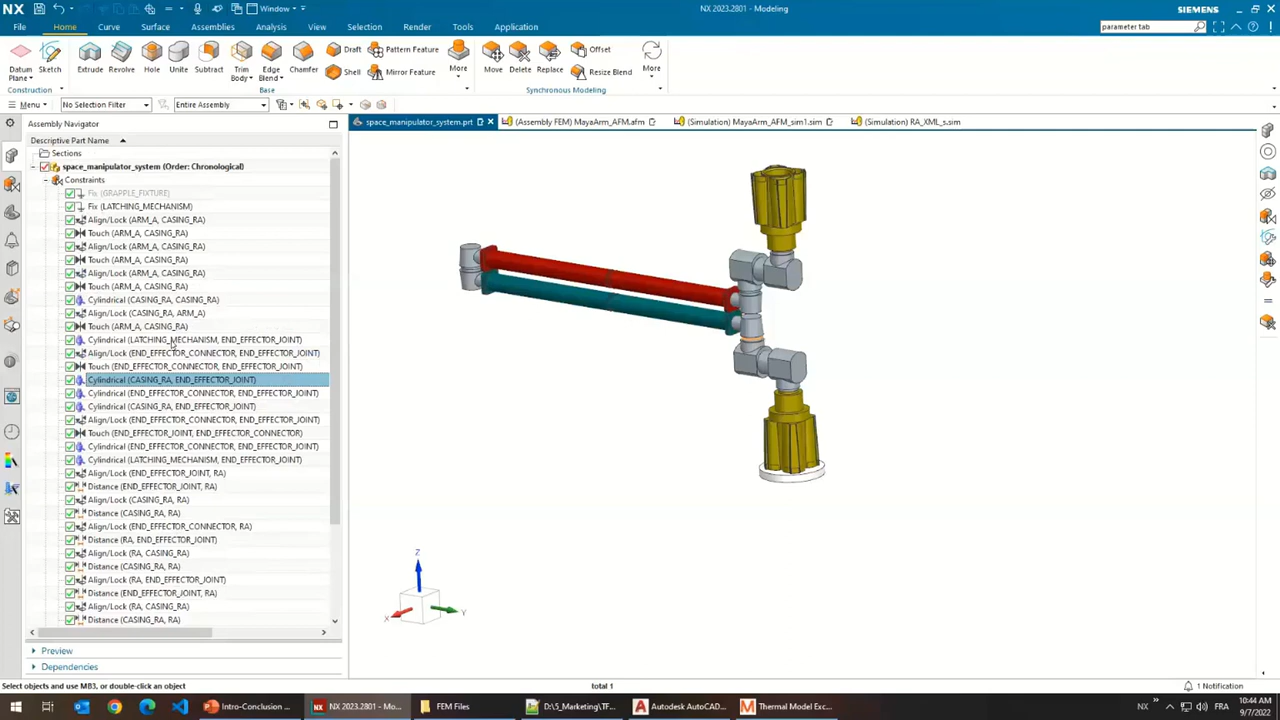 NX
Window
NX 2023.2801 - Modeling
SIEMENS
File Home Curve Surface Assemblies Analysis View Selection Render Tools Application
parameter tab
Datum Plane Sketch Extrude Revolve Hole Unite Subtract Trim Body Edge Blend Chamfer Draft Shell Pattern Feature Mirror Feature More Move Delete Replace Offset Resize Blend More
Construction Base Synchronous Modeling
Menu No Selection Filter Entire Assembly
Assembly Navigator
space_manipulator_system.prt (Assembly FEM) MayaArm_AFM.afm (Simulation) MayaArm_AFM_sim1.sim (Simulation) RA_XML_s.sim
Descriptive Part Name
Sections
space_manipulator_system (Order: Chronological)
Constraints
Fix (GRAPPLE_FIXTURE)
Fix (LATCHING_MECHANISM)
Align/Lock (ARM_A, CASING_RA)
Touch (ARM_A, CASING_RA)
Align/Lock (ARM_A, CASING_RA)
Touch (ARM_A, CASING_RA)
Align/Lock (ARM_A, CASING_RA)
Touch (ARM_A, CASING_RA)
Cylindrical (CASING_RA, CASING_RA)
Align/Lock (CASING_RA, ARM_A)
Touch (ARM_A, CASING_RA)
Cylindrical (LATCHING_MECHANISM, END_EFFECTOR_JOINT)
Align/Lock (END_EFFECTOR_CONNECTOR, END_EFFECTOR_JOINT)
Touch (END_EFFECTOR_CONNECTOR, END_EFFECTOR_JOINT)
Cylindrical (CASING_RA, END_EFFECTOR_JOINT)
Cylindrical (END_EFFECTOR_CONNECTOR, END_EFFECTOR_JOINT)
Cylindrical (CASING_RA, END_EFFECTOR_JOINT)
Align/Lock (END_EFFECTOR_CONNECTOR, END_EFFECTOR_JOINT)
Touch (END_EFFECTOR_JOINT, END_EFFECTOR_CONNECTOR)
Cylindrical (END_EFFECTOR_CONNECTOR, END_EFFECTOR_JOINT)
Cylindrical (LATCHING_MECHANISM, END_EFFECTOR_JOINT)
Align/Lock (END_EFFECTOR_JOINT, RA)
Distance (END_EFFECTOR_JOINT, RA)
Align/Lock (CASING_RA, RA)
Distance (CASING_RA, RA)
Align/Lock (END_EFFECTOR_CONNECTOR, RA)
Distance (RA, END_EFFECTOR_JOINT)
Align/Lock (RA, CASING_RA)
Distance (CASING_RA, RA)
Align/Lock (RA, END_EFFECTOR_JOINT)
Distance (END_EFFECTOR_JOINT, RA)
Align/Lock (RA, CASING_RA)
Distance (CASING_RA, RA)
Z
X
Y
Preview
Dependencies
Select objects and use MB3, or double-click an object
total 1
1 Notification
Intro-Conclusion ... NX 2023.2801 - Mo... FEM Files D:\5_Marketing\TF... Autodesk AutoCAD... Thermal Model Exc...
NX
FRA
10:44 AM
9/7/2022